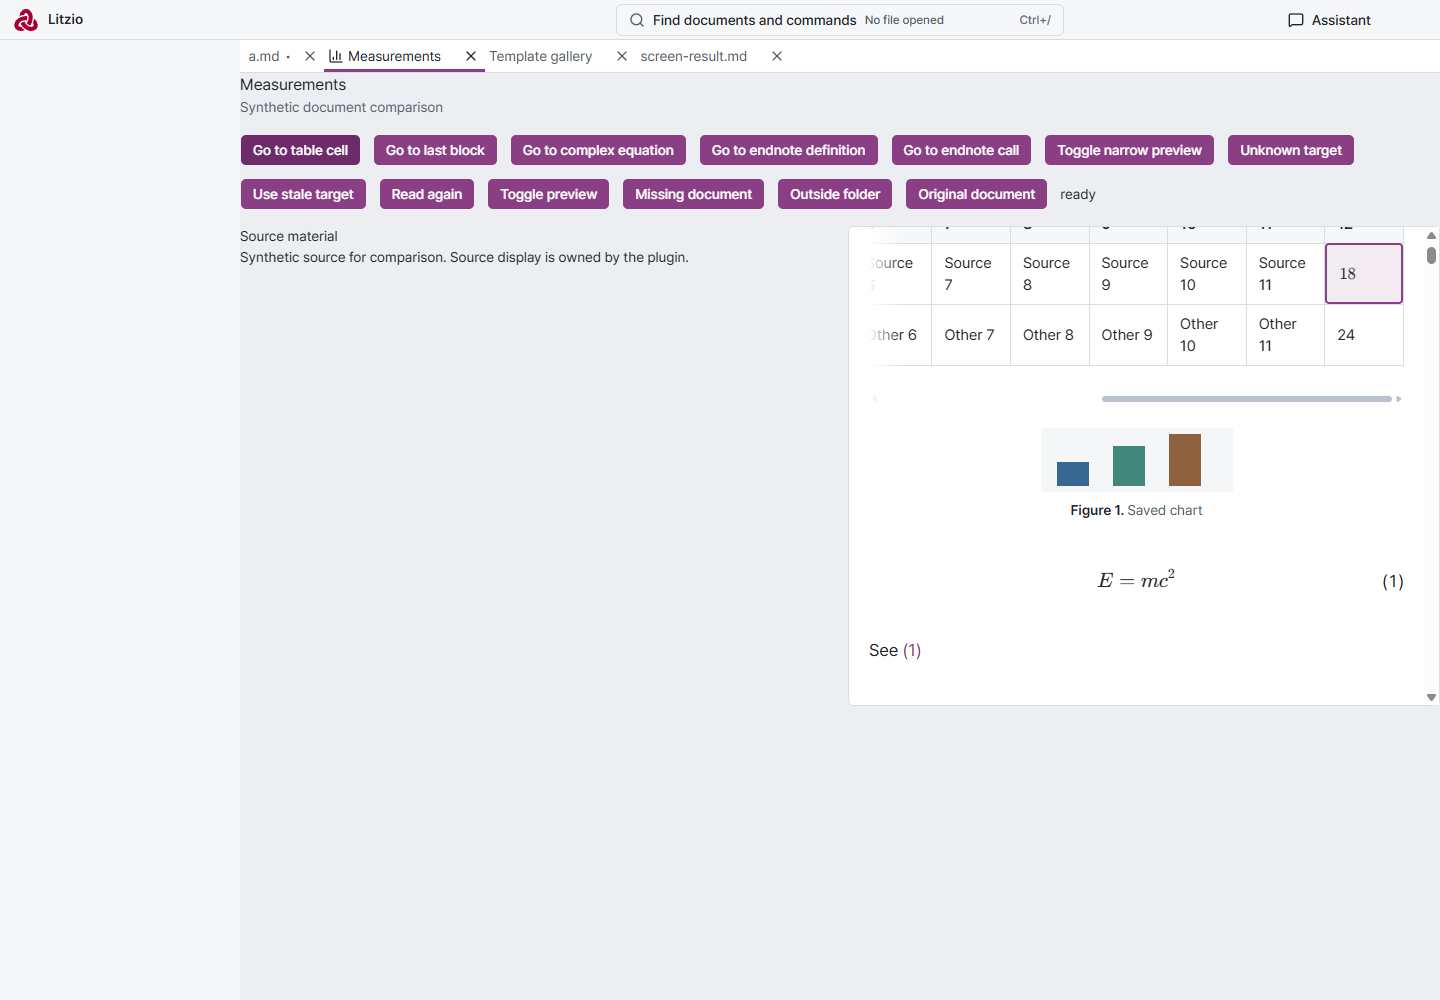 Litzio
Find documents and commands No file opened Ctrl+/
Assistant
a.md •
Measurements
Template gallery
screen-result.md
Measurements
Synthetic document comparison
Go to table cell Go to last block Go to complex equation Go to endnote definition Go to endnote call Toggle narrow preview Unknown target
Use stale target Read again Toggle preview Missing document Outside folder Original document ready
Source material
Synthetic source for comparison. Source display is owned by the plugin.
Source Source Source Source Source Source 18
6 7 8 9 10 11
Other 6 Other 7 Other 8 Other 9 Other 10 Other 11 24
Figure 1. Saved chart
E = mc² (1)
See (1)